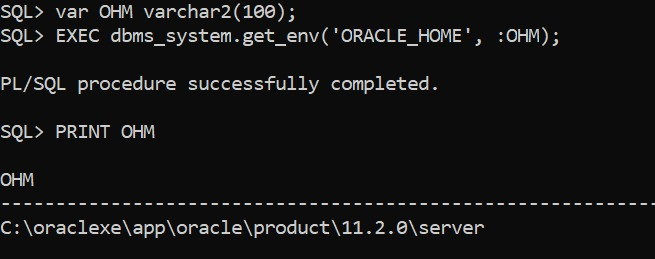 SQL> var OHM varchar2(100);
SQL> EXEC dbms_system.get_env('ORACLE_HOME', :OHM);
PL/SQL procedure successfully completed.
SQL> PRINT OHM
OHM
--------------------------------------------------------------------------------
C:\oraclexe\app\oracle\product\11.2.0\server